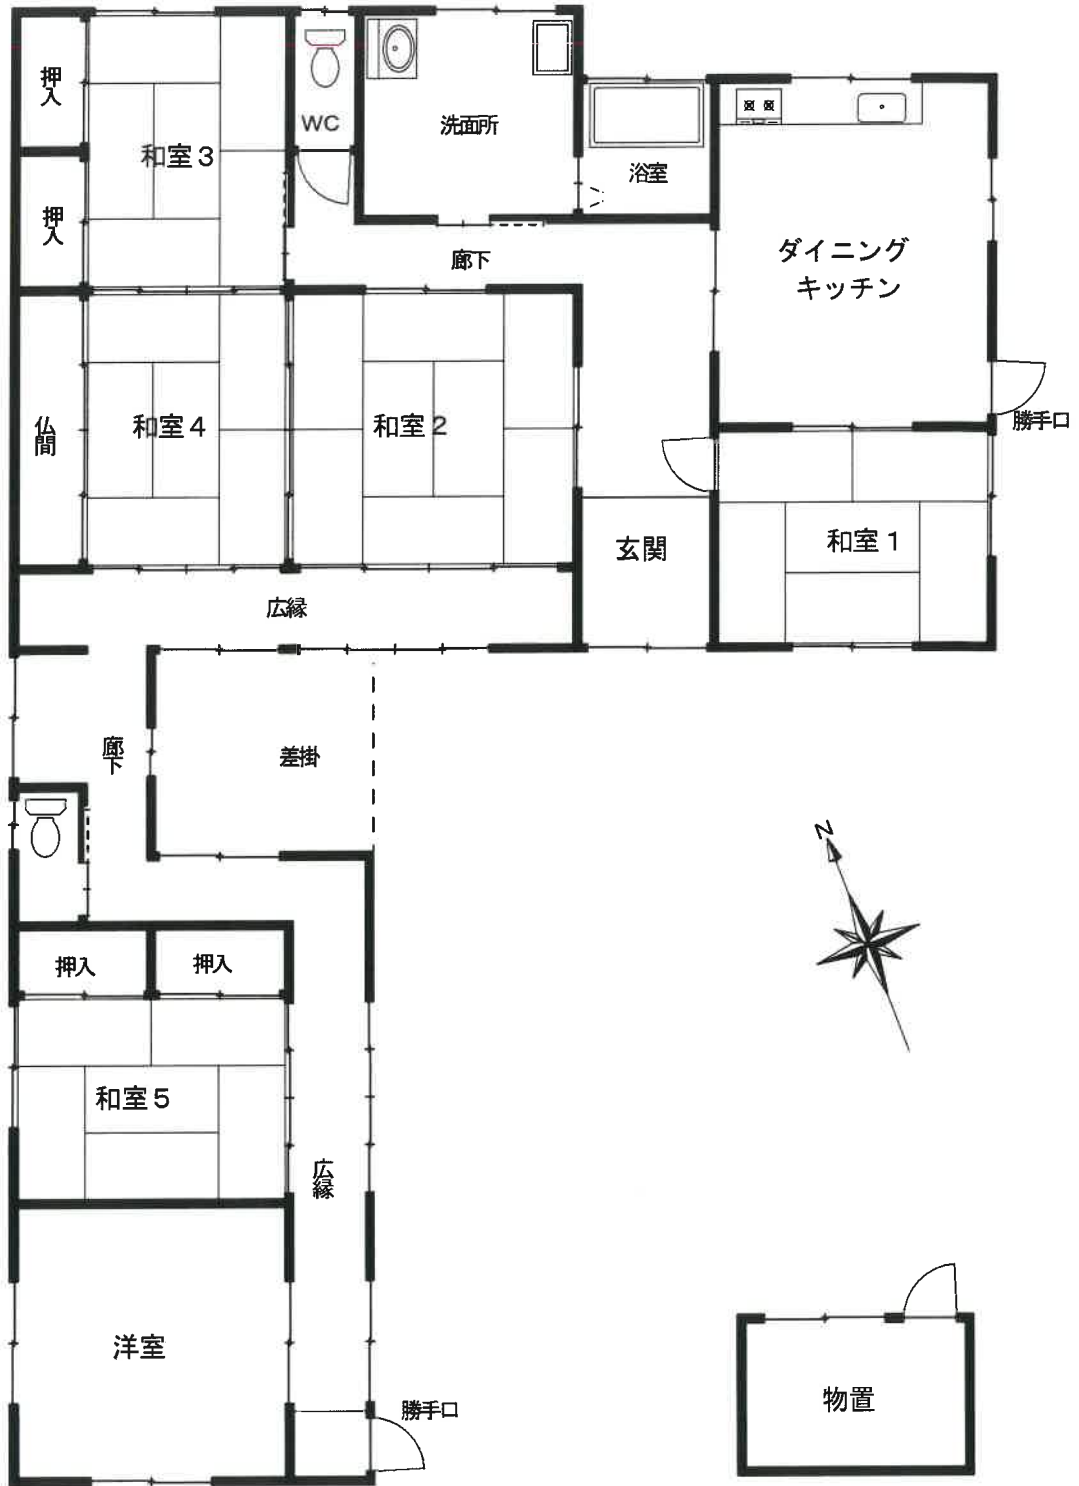 押入
WC
洗面所
和室3
浴室
押入
ダイニング
キッチン
廊下
仏間
和室4
和室2
勝手口
和室1
玄関
広縁
廊下
差掛
N
押入
押入
和室5
広縁
洋室
物置
勝手口